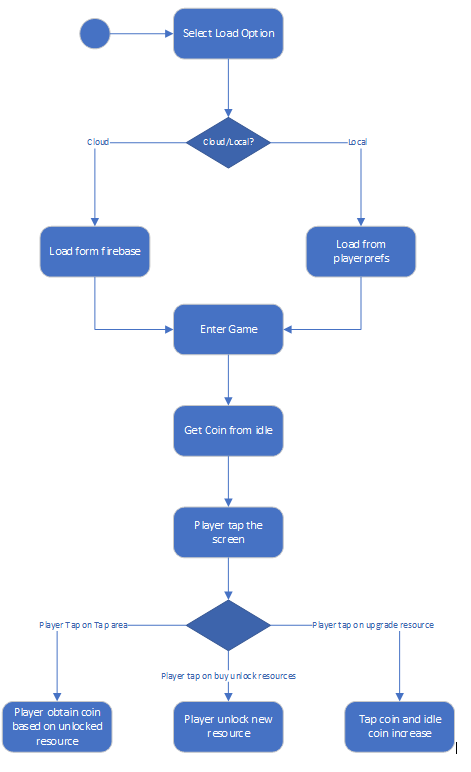 Select Load Option
Cloud/Local?
Cloud
Local
Load form firebase
Load from
playerprefs
Enter Game
Get Coin from idle
Player tap the
screen
Player Tap on Tap area
Player tap on upgrade resource
Player tap on buy unlock resources
Player obtain coin
based on unlocked
resource
Player unlock new
resource
Tap coin and idle
coin increase